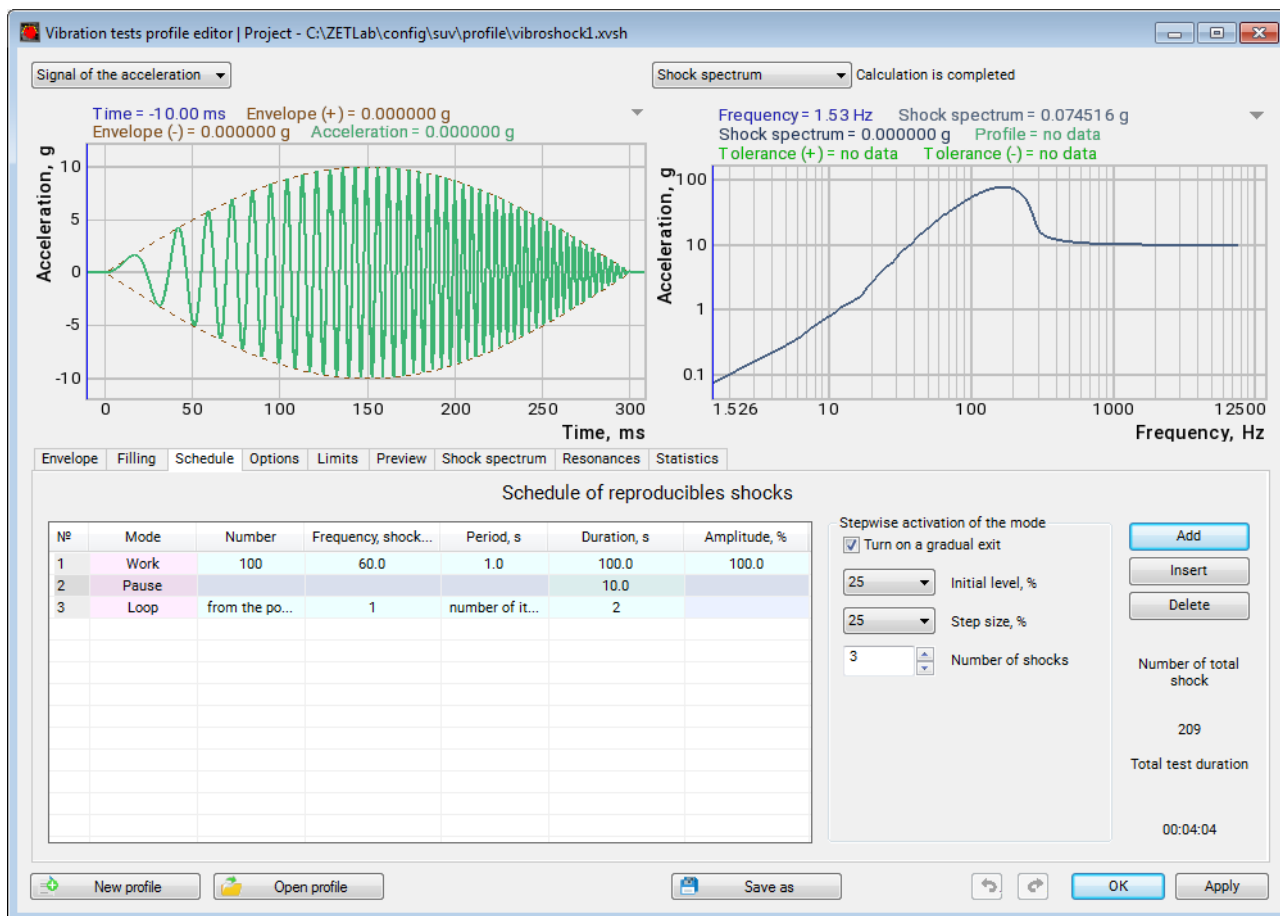 Vibration tests profile editor | Project - C:\ZETLab\config\suv\profile\vibroshock1.xvsh
Signal of the acceleration
Shock spectrum
Calculation is completed
Time = -10.00 ms Envelope (+) = 0.000000 g
Envelope (-) = 0.000000 g Acceleration = 0.000000 g
Acceleration, g
10
5
0
-5
-10
0 50 100 150 200 250 300
Time, ms
Frequency = 1.53 Hz Shock spectrum = 0.074516 g
Shock spectrum = 0.000000 g Profile = no data
Tolerance (+) = no data Tolerance (-) = no data
Acceleration, g
100
10
1
0.1
1.526 10 100 1000 12500
Frequency, Hz
Envelope Filling Schedule Options Limits Preview Shock spectrum Resonances Statistics
Schedule of reproducibles shocks
№ Mode Number Frequency, shock... Period, s Duration, s Amplitude, %
1 Work 100 60.0 1.0 100.0 100.0
2 Pause 10.0
3 Loop from the po... 1 number of it... 2
Stepwise activation of the mode
Turn on a gradual exit
25 Initial level, %
25 Step size, %
3 Number of shocks
Add
Insert
Delete
Number of total
shock
209
Total test duration
00:04:04
New profile Open profile Save as OK Apply